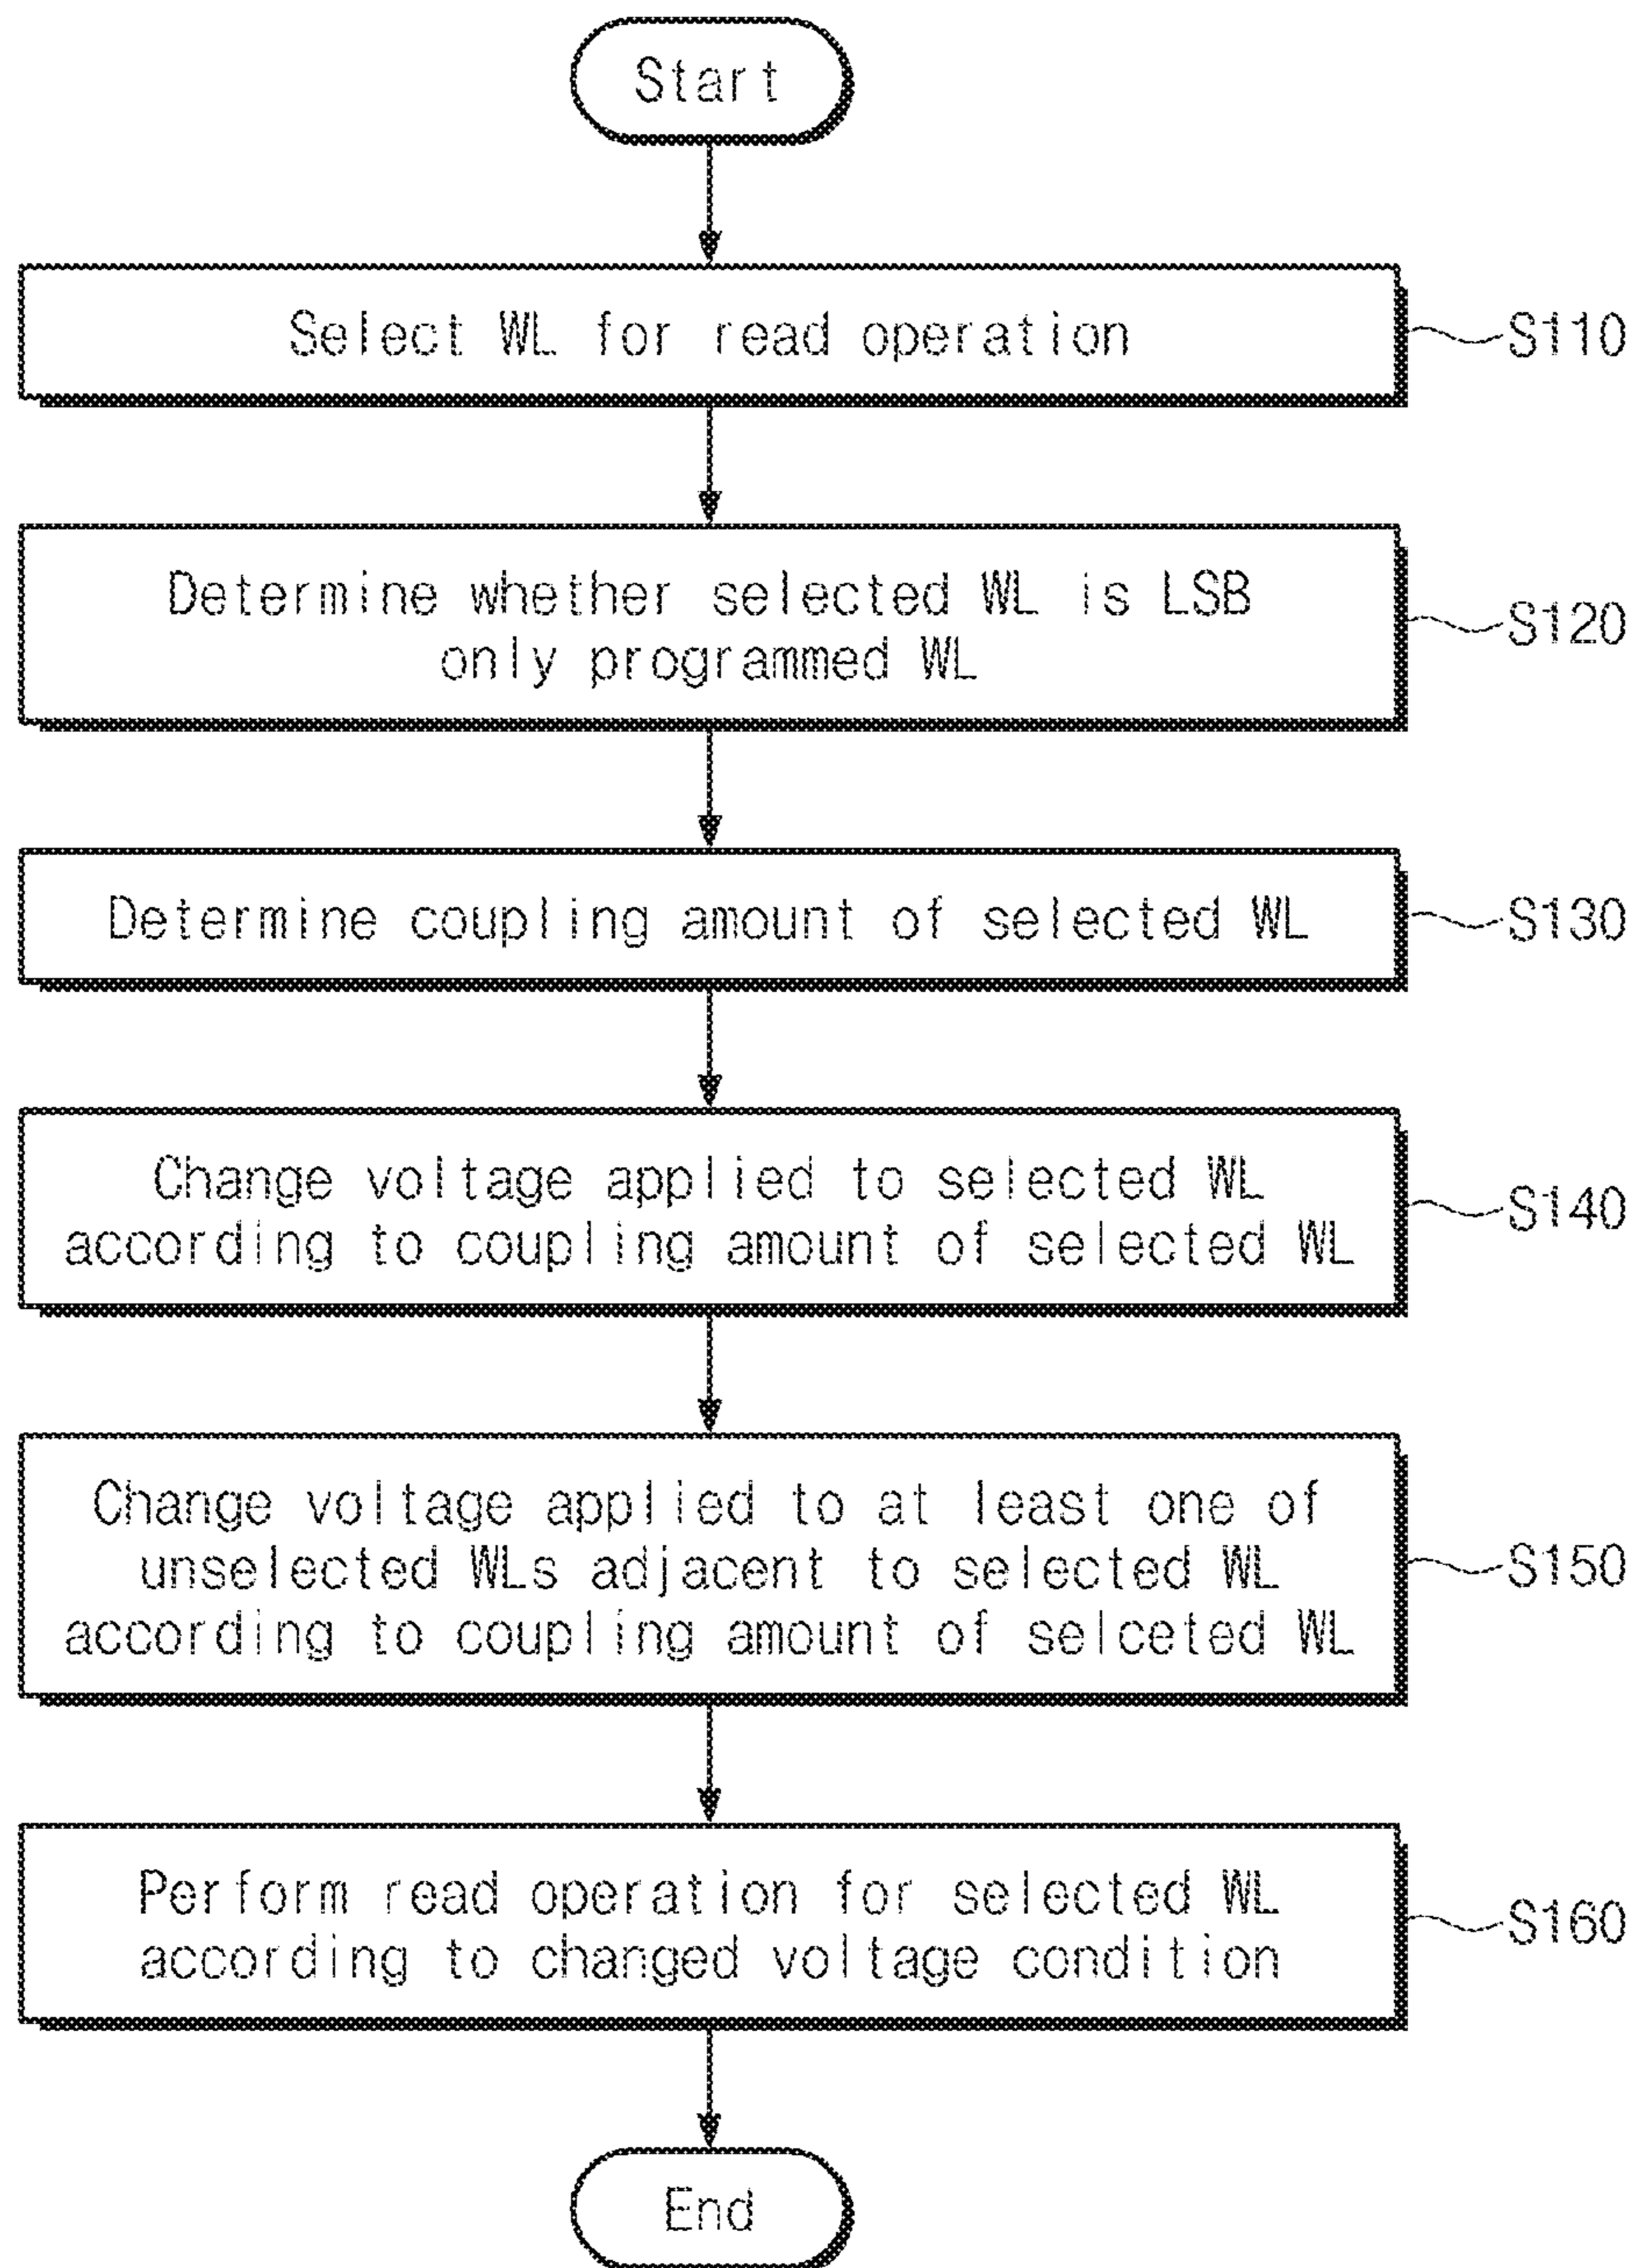 Start
Select WL for read operation
S110
Determine whether selected WL is LSB
only programmed WL
S120
Determine coupling amount of selected WL
S130
Change voltage applied to selected WL
according to coupling amount of selected WL
S140
Change voltage applied to at least one of
unselected WLs adjacent to selected WL
according to coupling amount of selceted WL
S150
Perform read operation for selected WL
according to changed voltage condition
S160
End